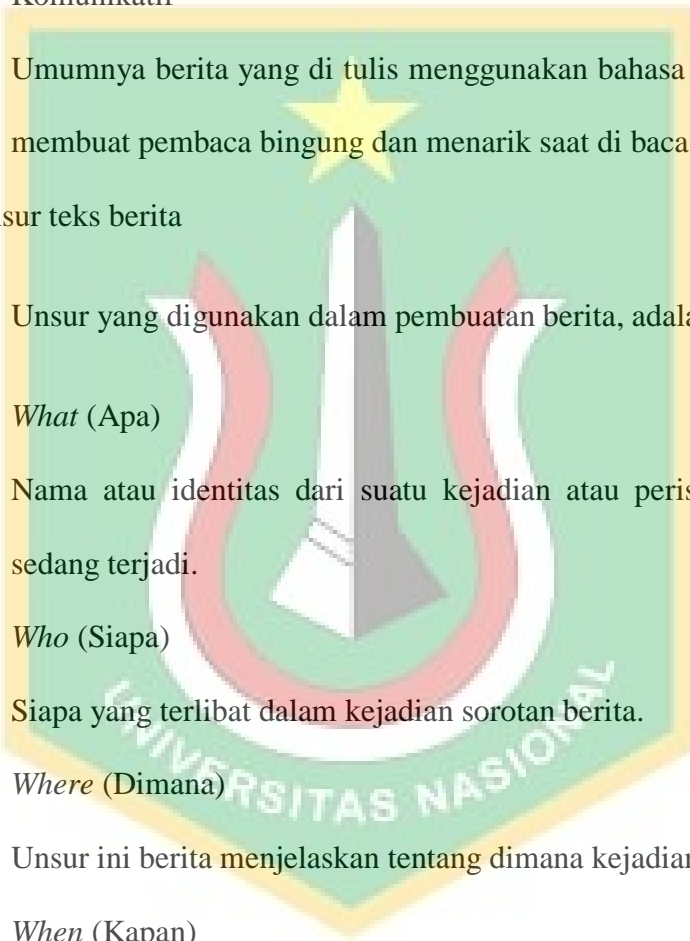 Komunikatif
Umumnya berita yang di tulis menggunakan bahasa
membuat pembaca bingung dan menarik saat di baca
sur teks berita
Unsur yang digunakan dalam pembuatan berita, adala
What (Apa)
Nama atau identitas dari suatu kejadian atau peris
sedang terjadi.
Who (Siapa)
Siapa yang terlibat dalam kejadian sorotan berita.
Where (Dimana)
Unsur ini berita menjelaskan tentang dimana kejadian
When (Kapan)
UNIVERSITAS NASIONAL